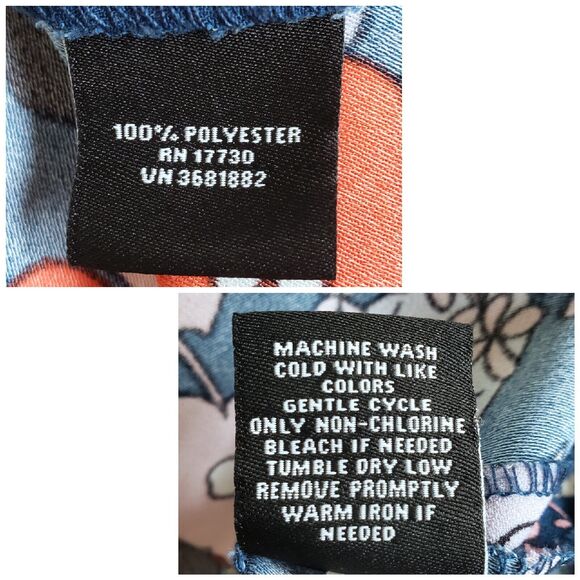 100% POLYESTER
RN 17730
VN 3681882
MACHINE WASH
COLD WITH LIKE
COLORS
GENTLE CYCLE
ONLY NON-CHLORINE
BLEACH IF NEEDED
TUMBLE DRY LOW
REMOVE PROMPTLY
WARM IRON IF
NEEDED